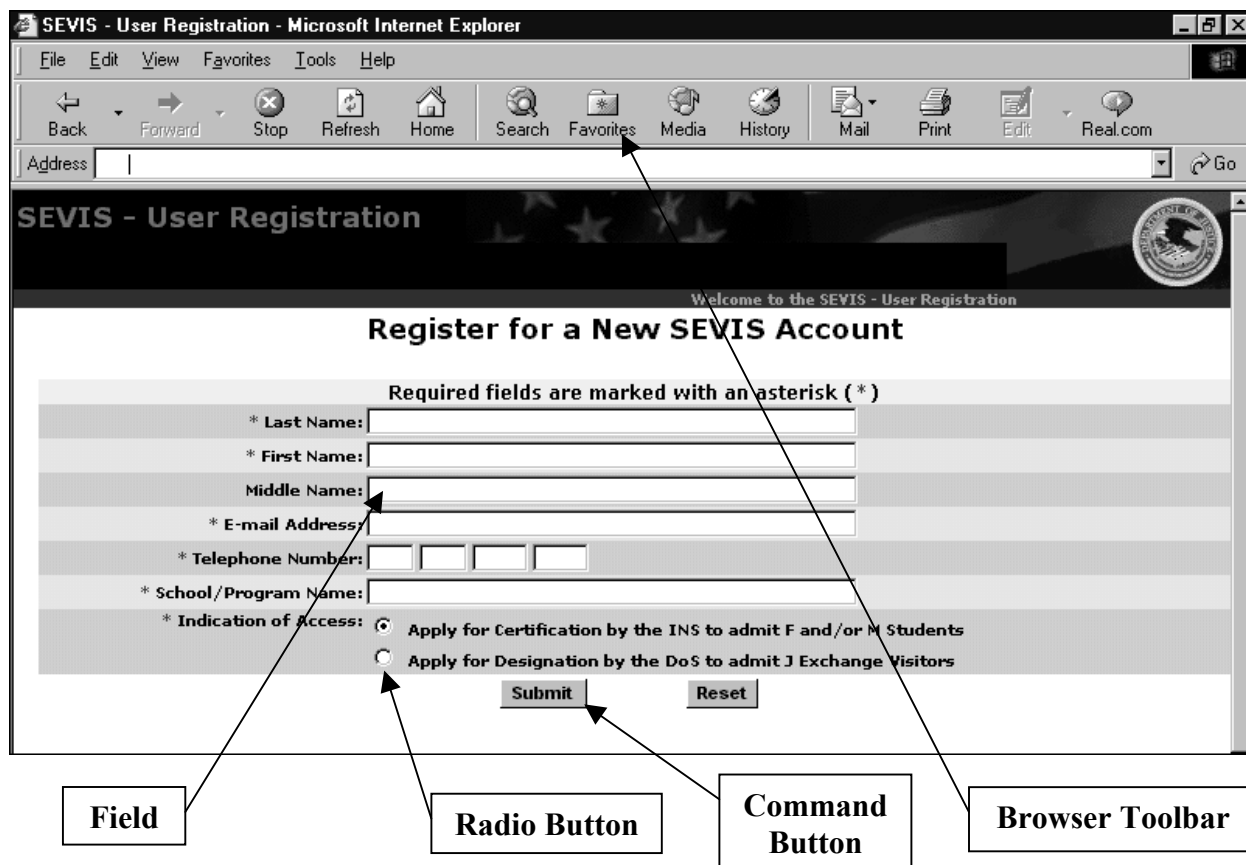 SEVIS - User Registration - Microsoft Internet Explorer
File Edit View Favorites Tools Help
Back Forward Stop Refresh Home Search Favorites Media History Mail Print Edit Real.com
Address Go
SEVIS - User Registration
Welcome to the SEVIS - User Registration
Register for a New SEVIS Account
Required fields are marked with an asterisk (*)
* Last Name:
* First Name:
Middle Name:
* E-mail Address:
* Telephone Number:
* School/Program Name:
* Indication of Access: Apply for Certification by the INS to admit F and/or M Students
Apply for Designation by the DoS to admit J Exchange Visitors
Submit Reset
Field
Radio Button
Command
Button
Browser Toolbar